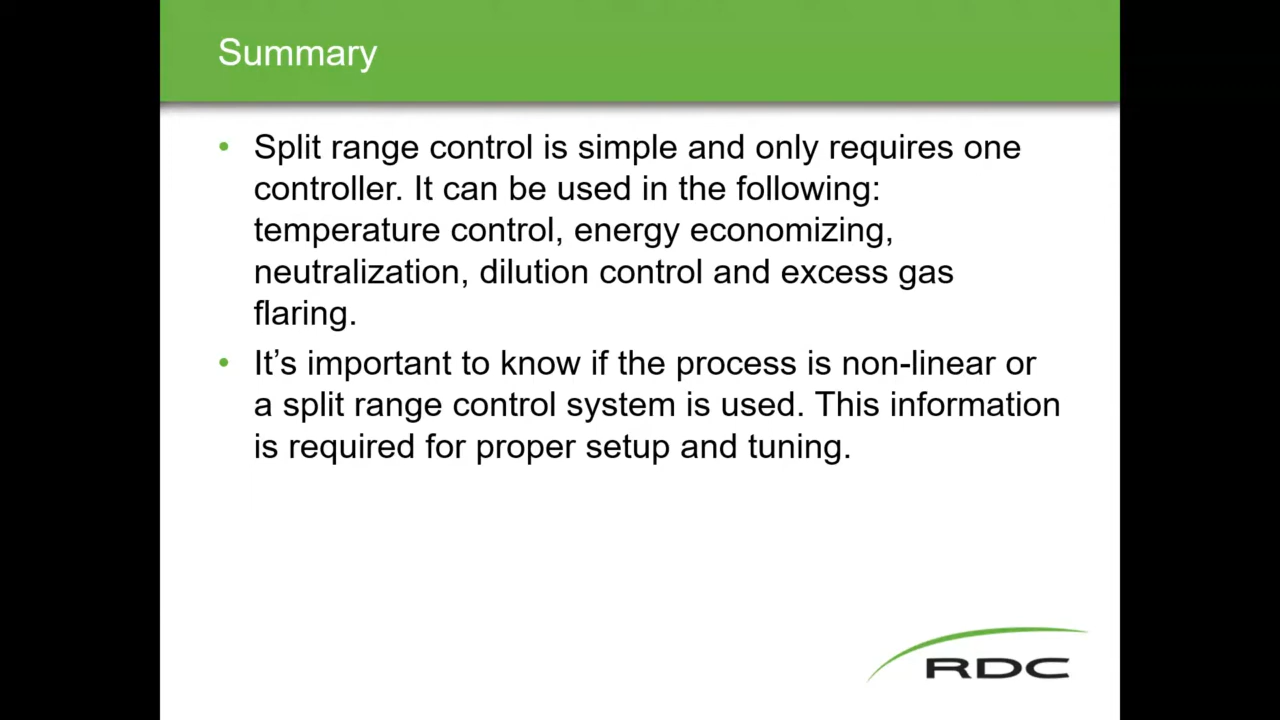 Summary
• Split range control is simple and only requires one
controller. It can be used in the following:
temperature control, energy economizing,
neutralization, dilution control and excess gas
flaring.
• It’s important to know if the process is non-linear or
a split range control system is used. This information
is required for proper setup and tuning.
RDC